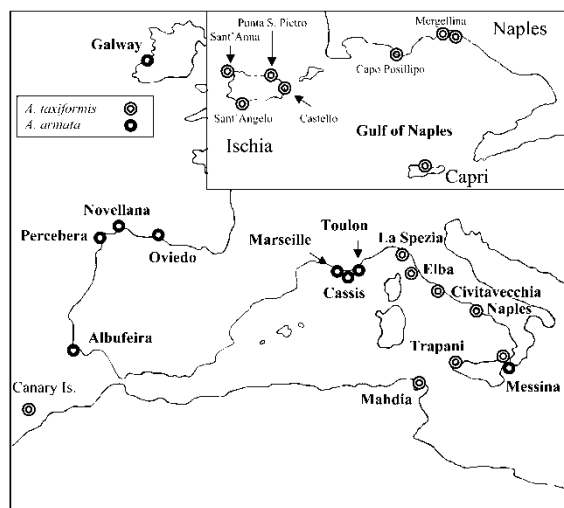 Galway
A. taxiformis
A. armata
Sant'Anna
Punta S. Pietro
Mergellina
Naples
Capo Posillipo
Sant'Angelo
Castello
Gulf of Naples
Ischia
Capri
Novellana
Percebera
Oviedo
Marseille
Toulon
Cassis
La Spezia
Elba
Civitavecchia
Naples
Albufeira
Trapani
Messina
Canary Is.
Mahdía